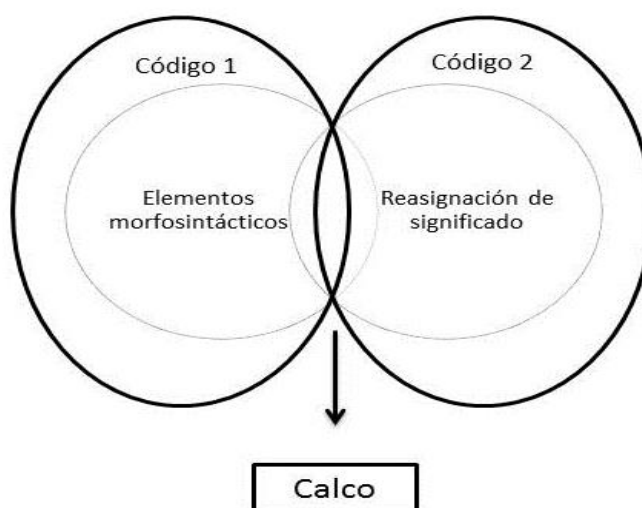 Código 1
Código 2
Elementos
morfosintácticos
Reasignación de
significado
Calco